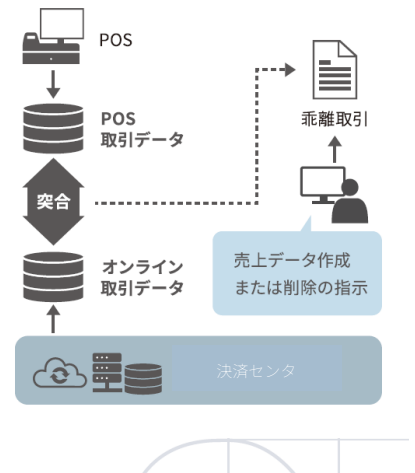 POS
POS
取引データ
乖離取引
突合
オンライン
取引データ
売上データ作成
または削除の指示
決済センタ